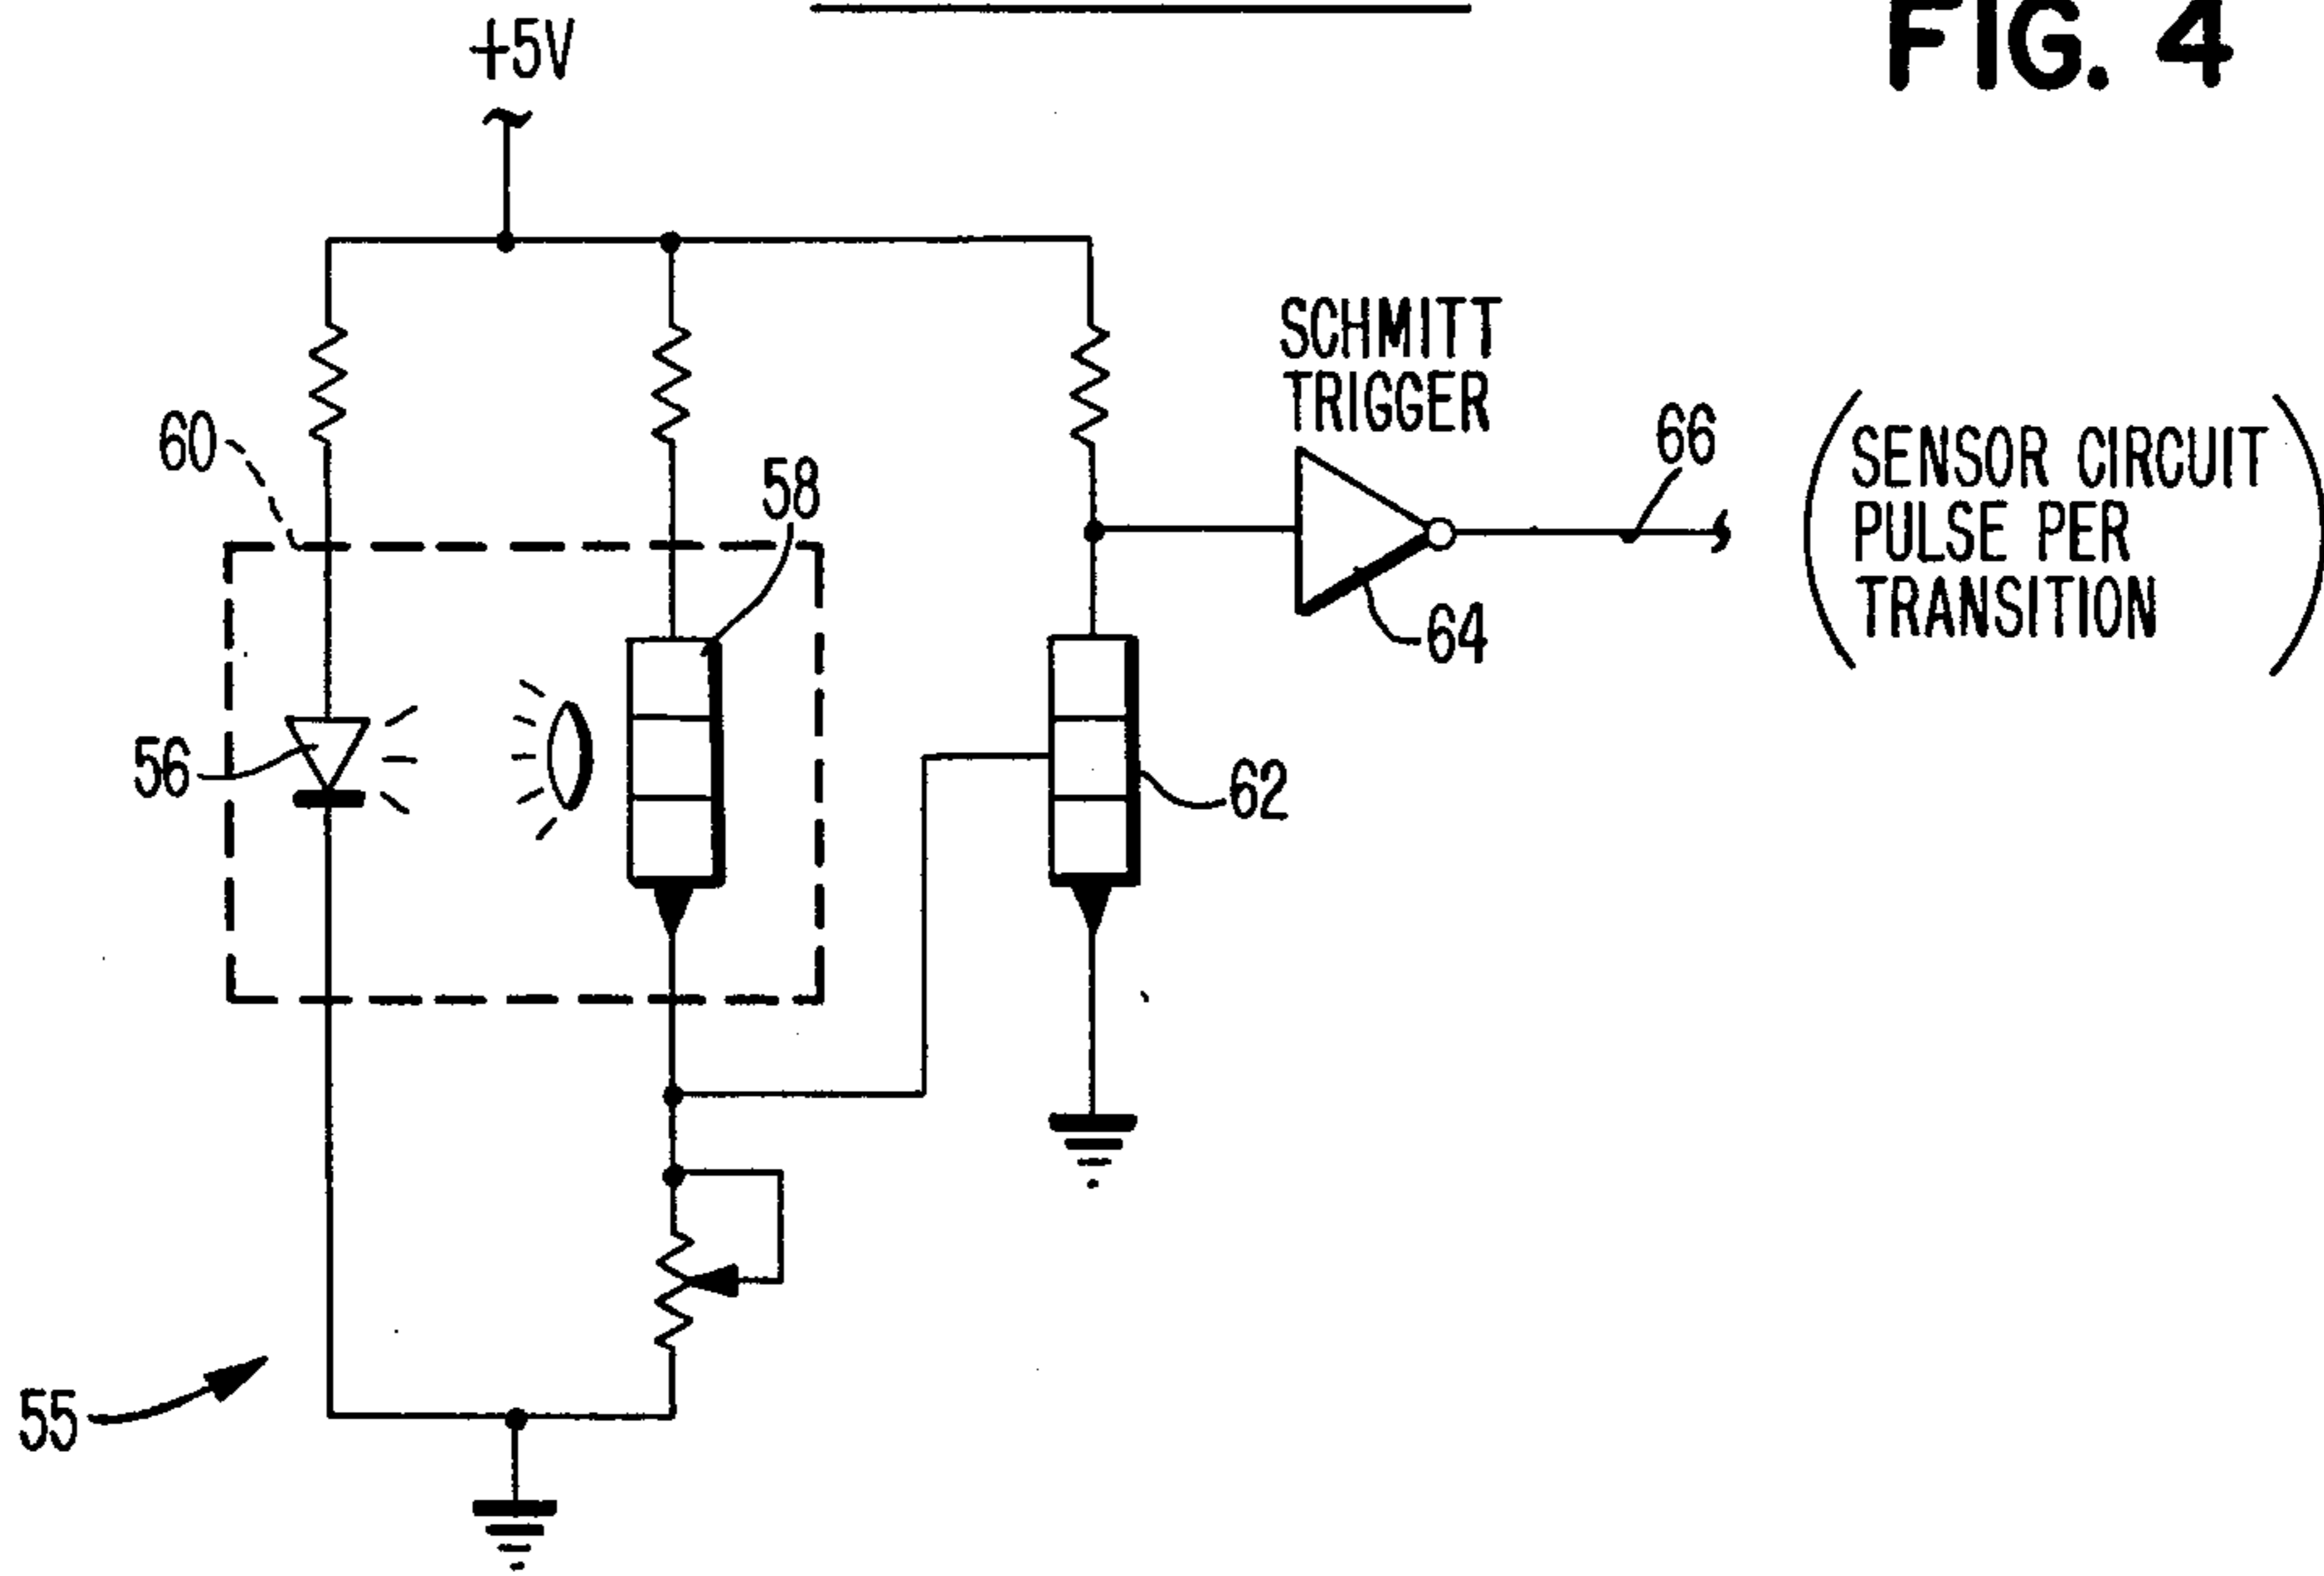 FIG. 4
+5V
SCHMITT
TRIGGER
60
58
66
SENSOR CIRCUIT
PULSE PER
TRANSITION
64
56
62
55